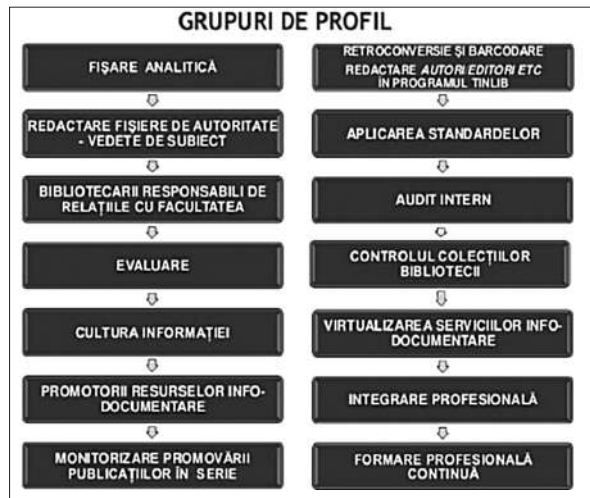 GRUPURI DE PROFIL
FIȘARE ANALITICĂ
REDACTARE FIȘIERE DE AUTORITATE
- VEDETE DE SUBIECT
BIBLIOTECARII RESPONSABILI DE
RELAȚIILE CU FACULTATEA
EVALUARE
CULTURA INFORMAȚIEI
PROMOTORII RESURSELOR INFO-
DOCUMENTARE
MONITORIZARE PROMOVĂRII
PUBLICAȚIILOR ÎN SERIE
RETROCONVERSIE ȘI BARCODARE
REDACTARE AUTORI/EDITORI ETC
ÎN PROGRAMUL TINLIB
APLICAREA STANDARDELOR
AUDIT INTERN
CONTROLUL COLECȚIILOR
BIBLIOTECII
VIRTUALIZAREA SERVICIILOR INFO-
DOCUMENTARE
INTEGRARE PROFESIONALĂ
FORMARE PROFESIONALĂ
CONTINUĂ